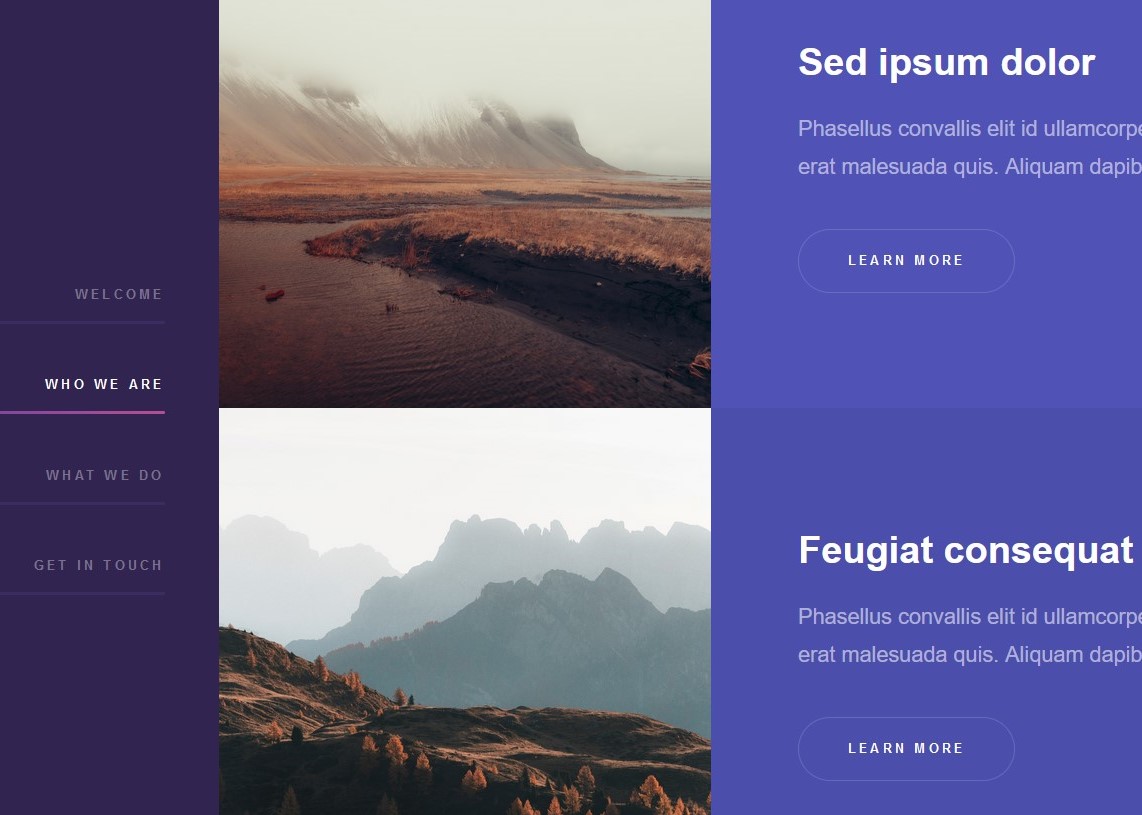 WELCOME
WHO WE ARE
WHAT WE DO
GET IN TOUCH
Sed ipsum dolor
Phasellus convallis elit id ullamcorpe
erat malesuada quis. Aliquam dapib
LEARN MORE
Feugiat consequat
Phasellus convallis elit id ullamcorpe
erat malesuada quis. Aliquam dapib
LEARN MORE